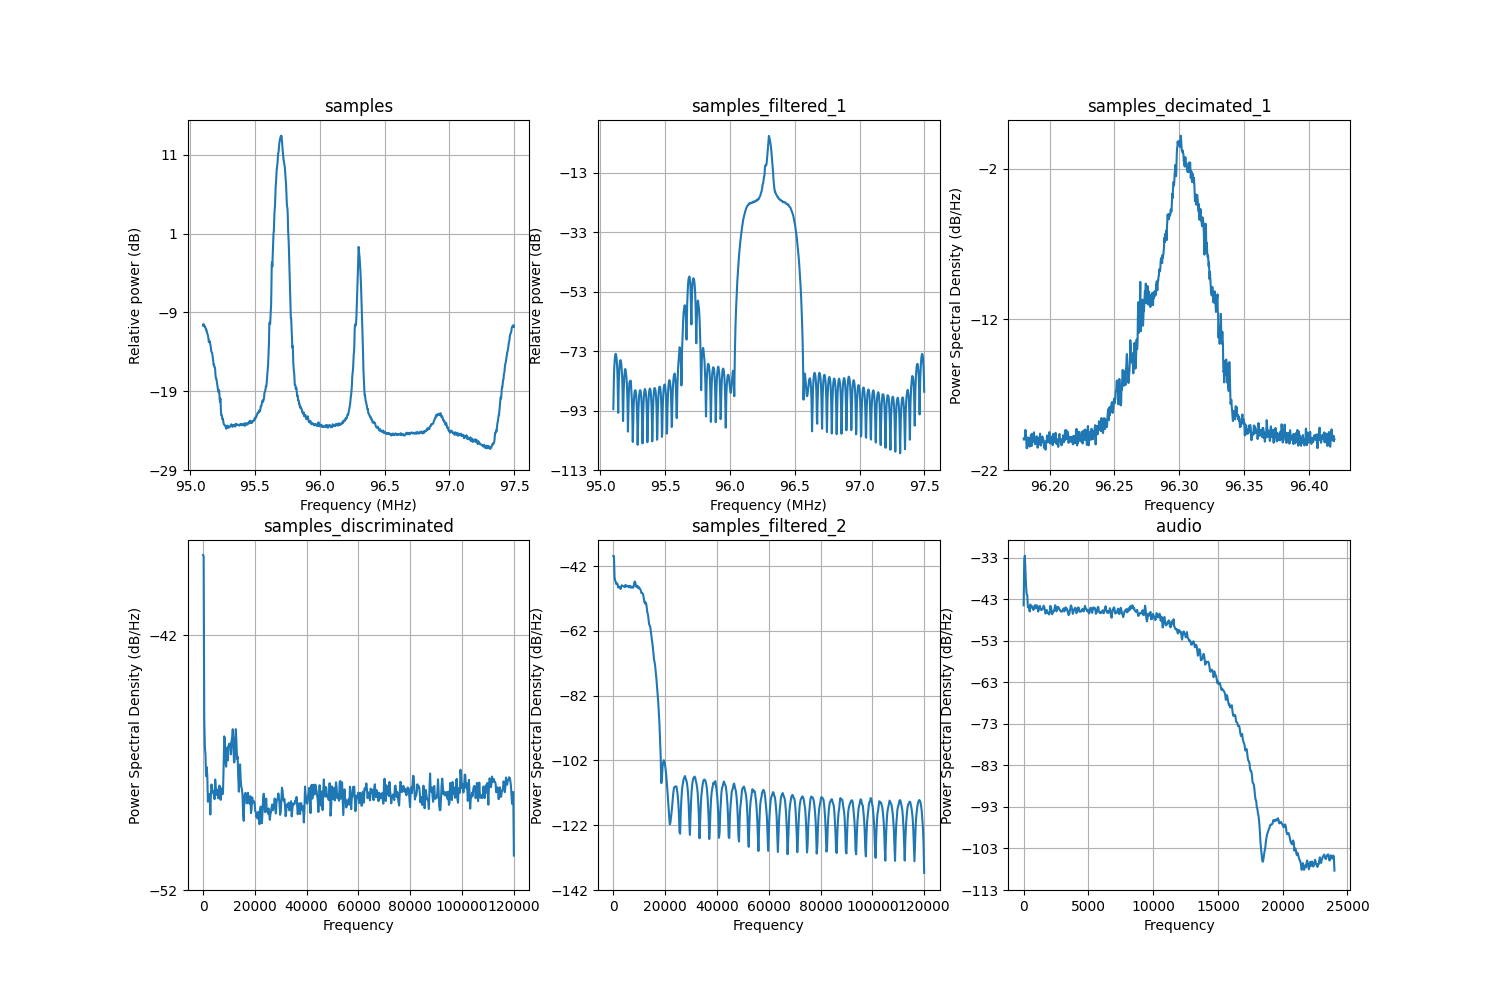 samples
samples_filtered_1
samples_decimated_1
Relative power (dB)
11
1
−9
−19
−29
95.0 95.5 96.0 96.5 97.0 97.5
Frequency (MHz)
Relative power (dB)
−13
−33
−53
−73
−93
−113
95.0 95.5 96.0 96.5 97.0 97.5
Frequency (MHz)
Power Spectral Density (dB/Hz)
−2
−12
−22
96.20 96.25 96.30 96.35 96.40
Frequency
samples_discriminated
samples_filtered_2
audio
Power Spectral Density (dB/Hz)
−42
−52
0 20000 40000 60000 80000 100000 120000
Frequency
Power Spectral Density (dB/Hz)
−42
−62
−82
−102
−122
−142
0 20000 40000 60000 80000 100000 120000
Frequency
Power Spectral Density (dB/Hz)
−33
−43
−53
−63
−73
−83
−93
−103
−113
0 5000 10000 15000 20000 25000
Frequency